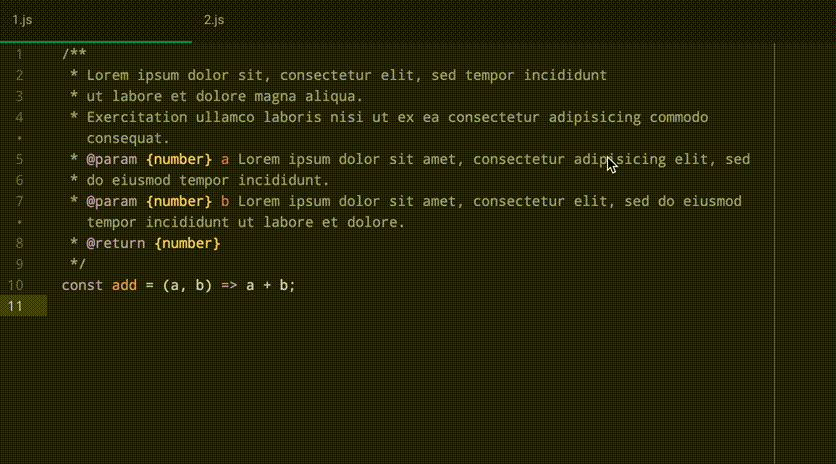 1.js 2.js
1 /**
2 * Lorem ipsum dolor sit, consectetur elit, sed tempor incididunt
3 * ut labore et dolore magna aliqua.
4 * Exercitation ullamco laboris nisi ut ex ea consectetur adipisicing commodo
• consequat.
5 * @param {number} a Lorem ipsum dolor sit amet, consectetur adipisicing elit, sed
6 * do eiusmod tempor incididunt.
7 * @param {number} b Lorem ipsum dolor sit amet, consectetur elit, sed do eiusmod
• tempor incididunt ut labore et dolore.
8 * @return {number}
9 */
10 const add = (a, b) => a + b;
11